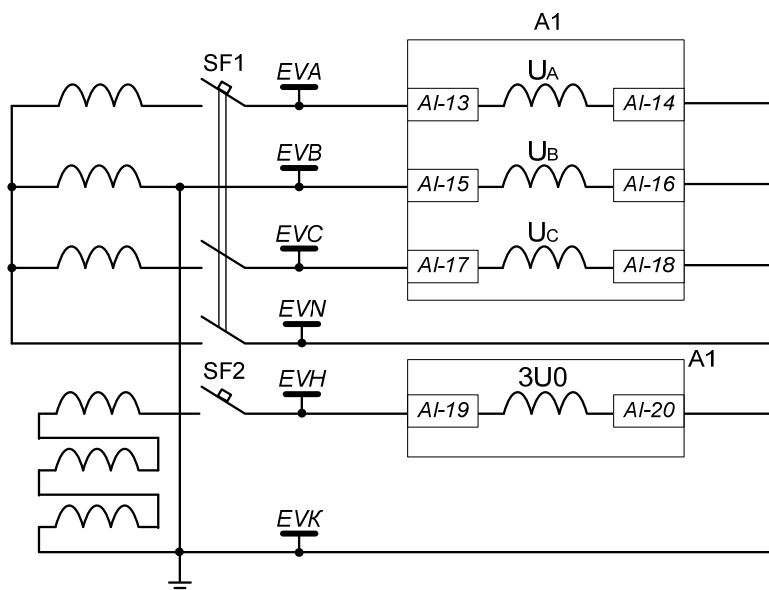 A1
SF1
EVA
UA
AI-13
AI-14
EVB
UB
AI-15
AI-16
EVC
UC
AI-17
AI-18
EVN
SF2
A1
EVH
3U0
AI-19
AI-20
EVК